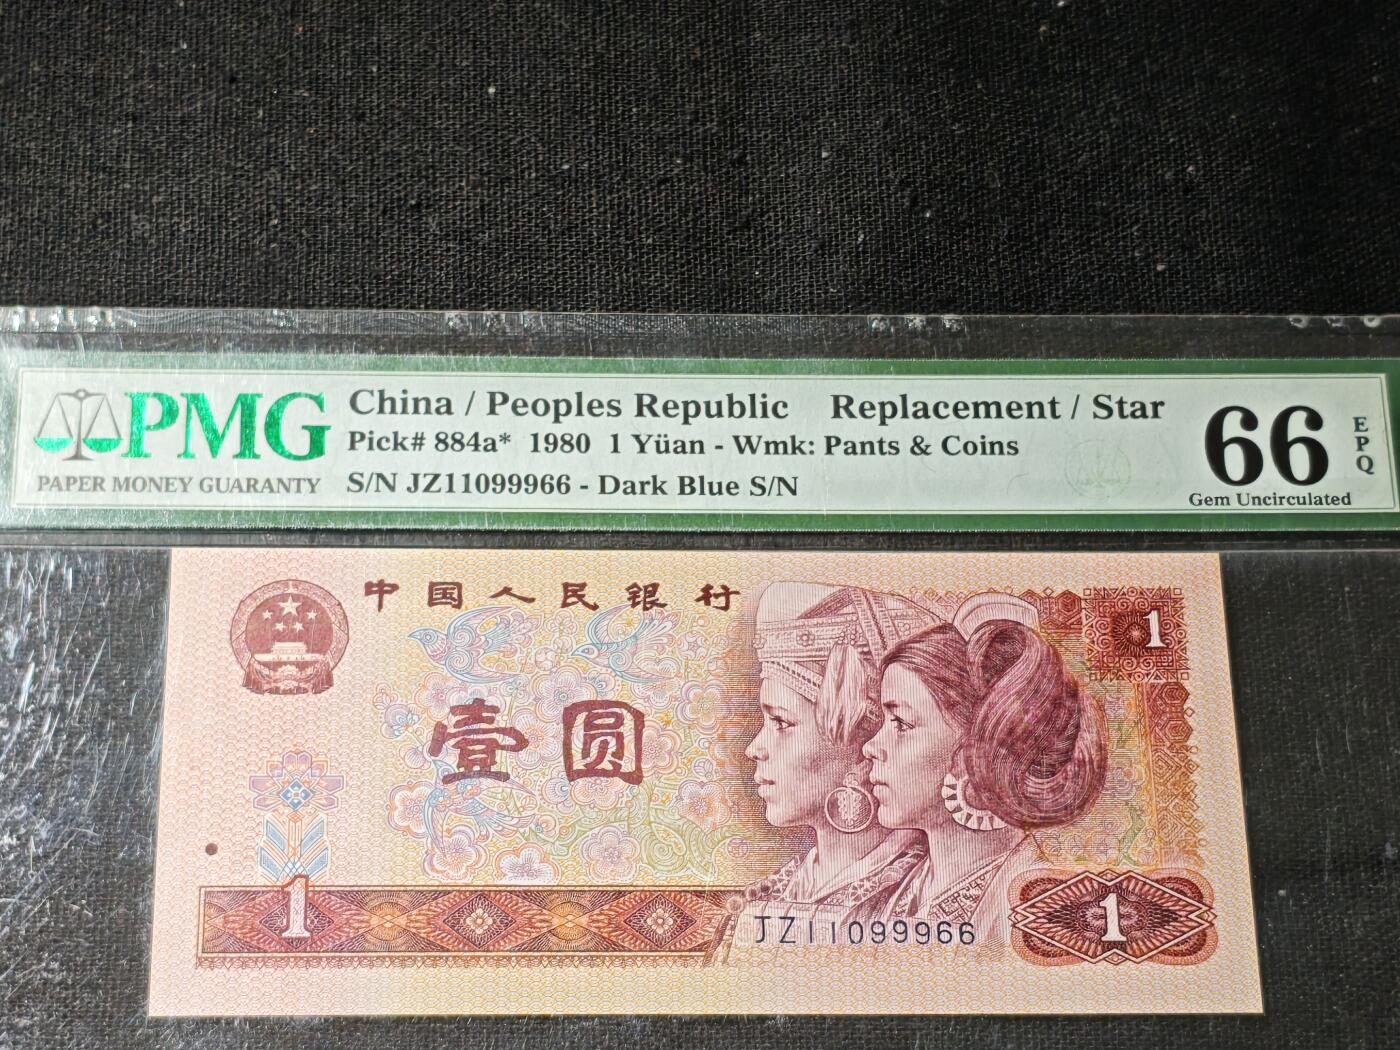 PMG
PAPER MONEY GUARANTY
China / Peoples Republic Replacement / Star
Pick# 884a* 1980 1 Yüan - Wmk: Pants & Coins
S/N JZ11099966 - Dark Blue S/N
66
EPQ
Gem Uncirculated
中国人民银行
1
壹圆
1
JZ11099966
1